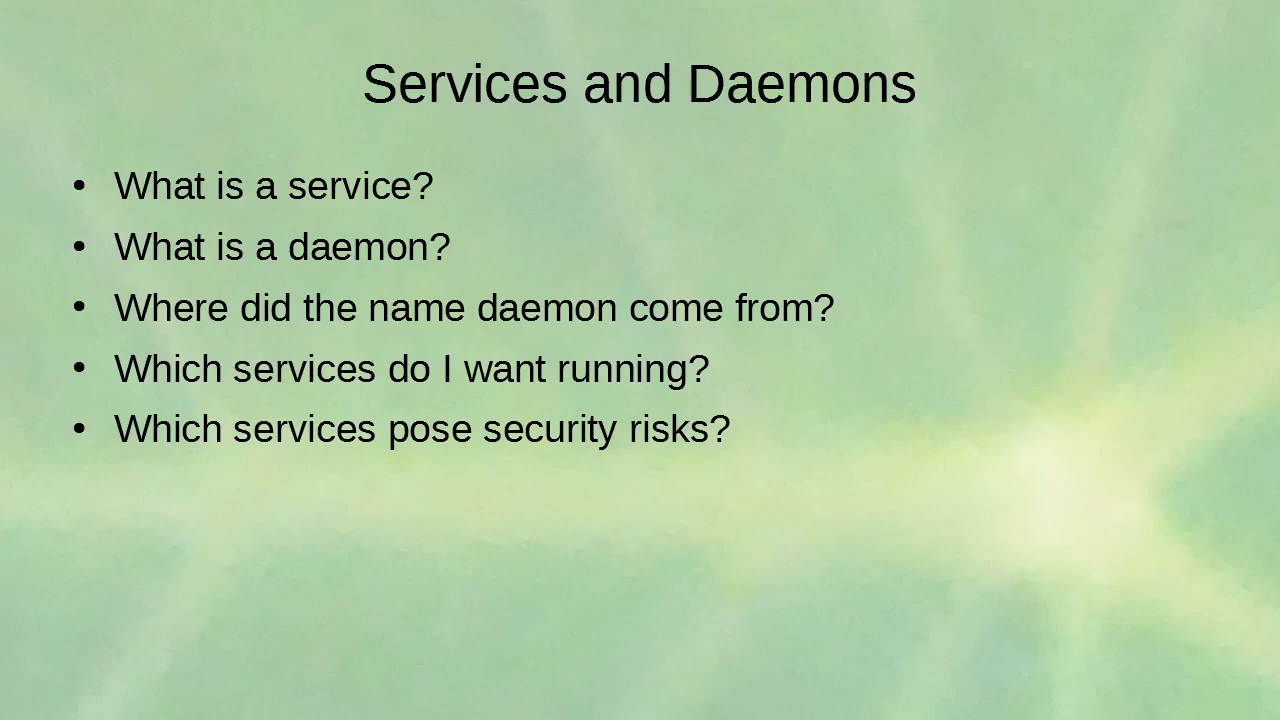 Services and Daemons
• What is a service?
• What is a daemon?
• Where did the name daemon come from?
• Which services do I want running?
• Which services pose security risks?